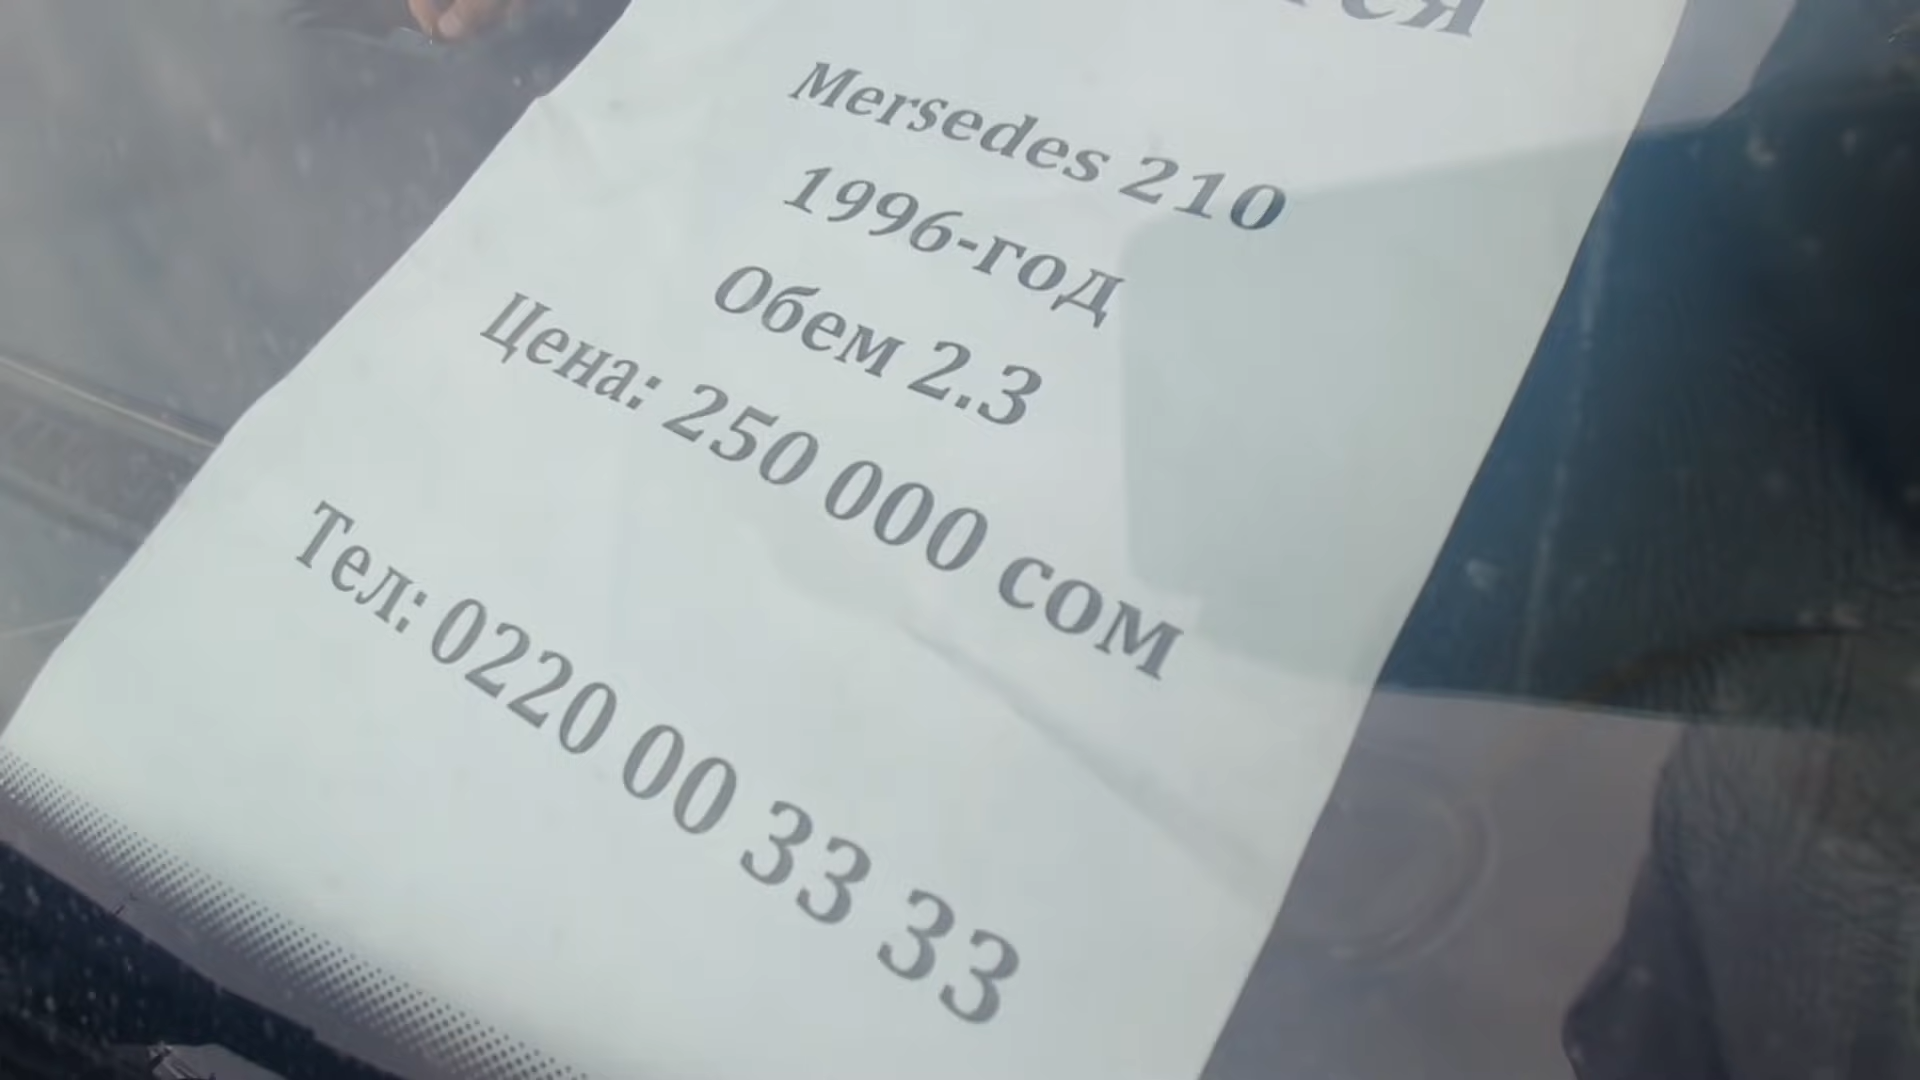 Mersedes 210
1996-год
Обем 2.3
Цена: 250 000 сом
Тел: 0220 00 33 33